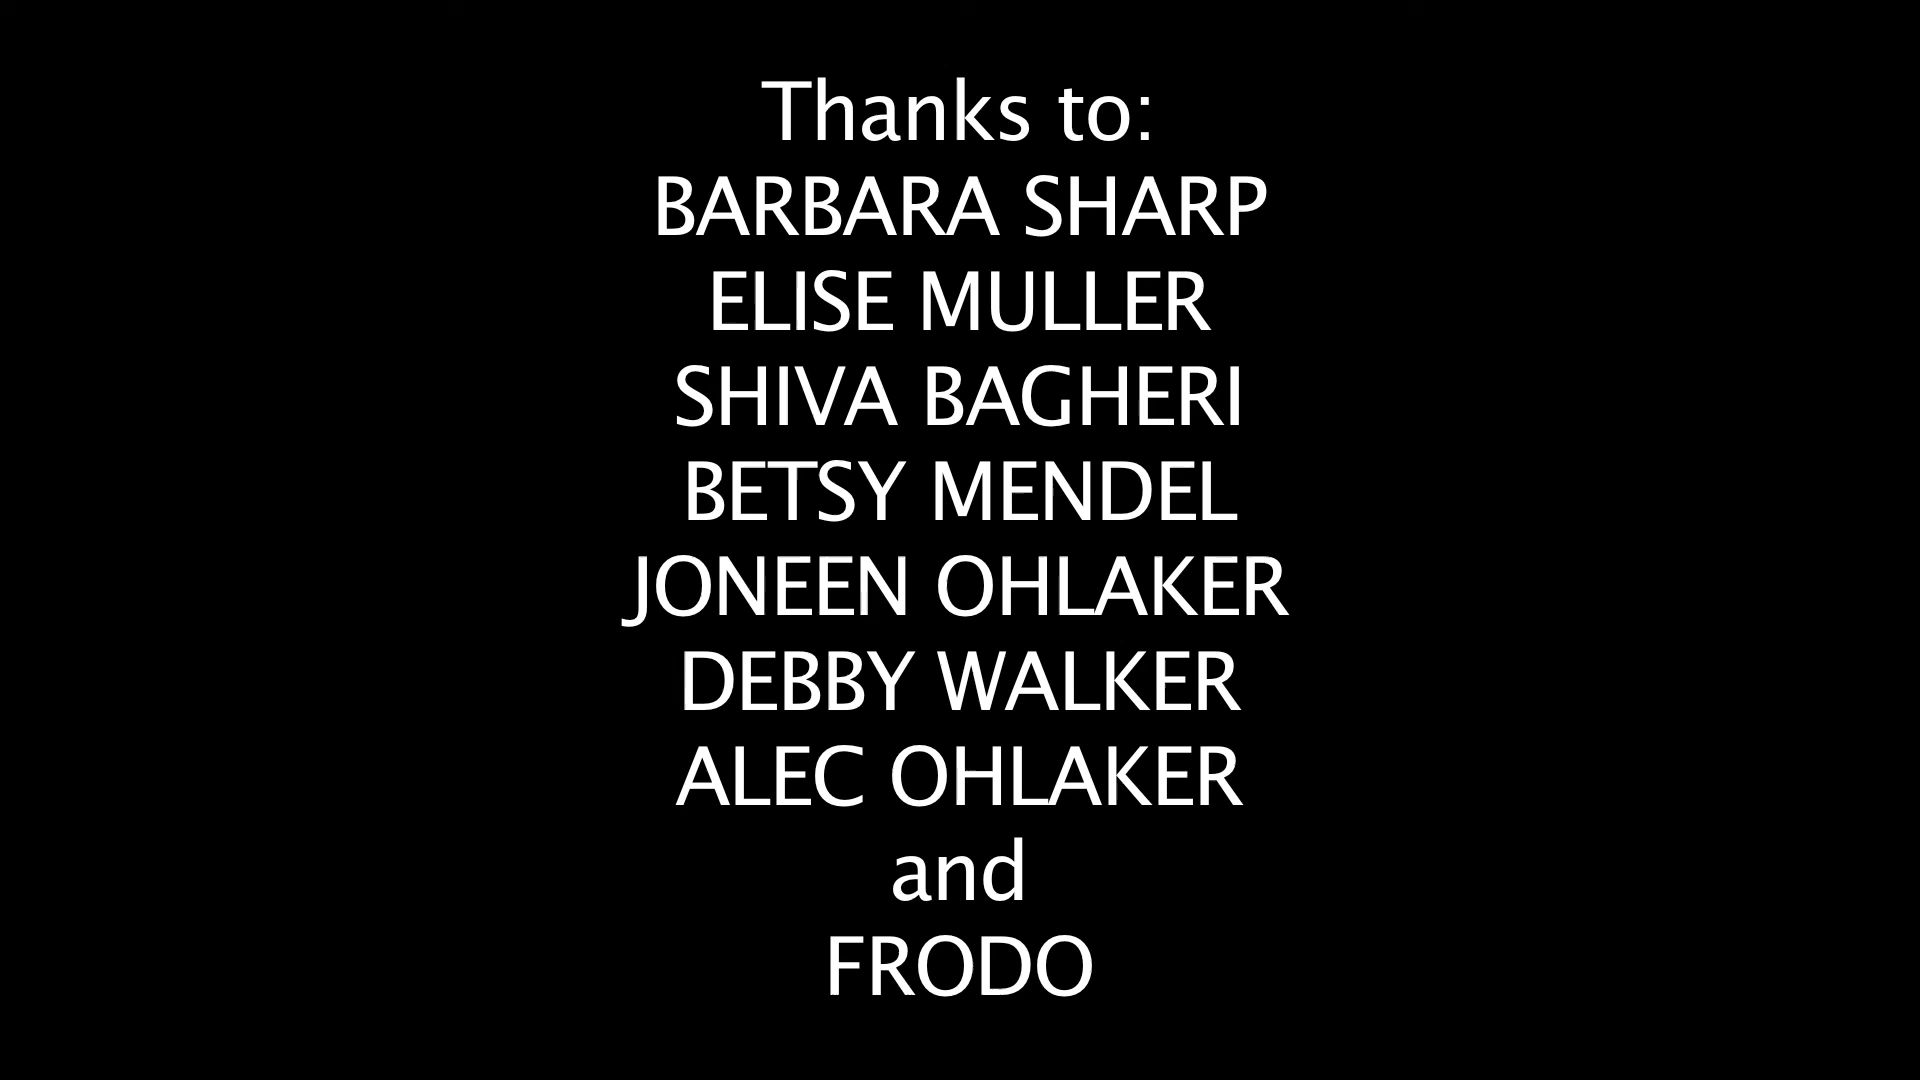 Thanks to:
BARBARA SHARP
ELISE MULLER
SHIVA BAGHERI
BETSY MENDEL
JONEEN OHLAKER
DEBBY WALKER
ALEC OHLAKER
and
FRODO